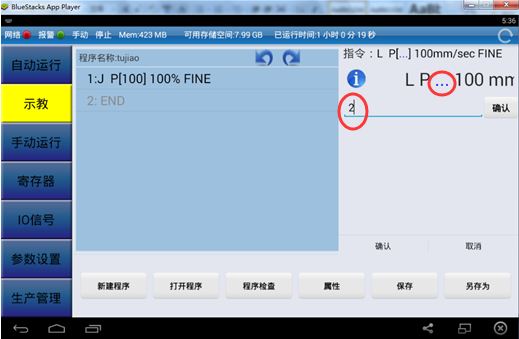 BlueStacks App Player
5:36
网络 报警 手动 停止 Mem:423 MB 可用存储空间:7.99 GB 已运行时间:1 小时 0 分 19 秒
自动运行
示教
手动运行
寄存器
IO信号
参数设置
生产管理
程序名称:tujiao
1:J P[100] 100% FINE
2: END
指令：L P[...] 100mm/sec FINE
L P ... 100 mm
2
确认
确认 取消
新建程序 打开程序 程序检查 属性 保存 另存为